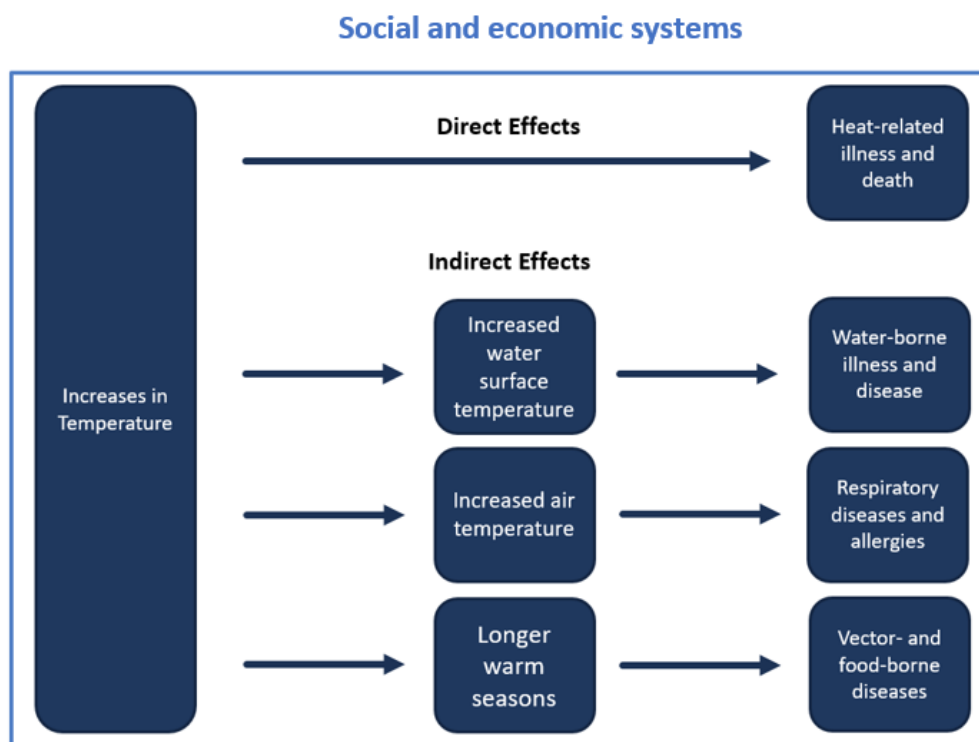 Social and economic systems
Direct Effects
Heat-related
illness and
death
Indirect Effects
Increases in
Temperature
Increased
water
surface
temperature
Water-borne
illness and
disease
Increased air
temperature
Respiratory
diseases and
allergies
Longer
warm
seasons
Vector- and
food-borne
diseases